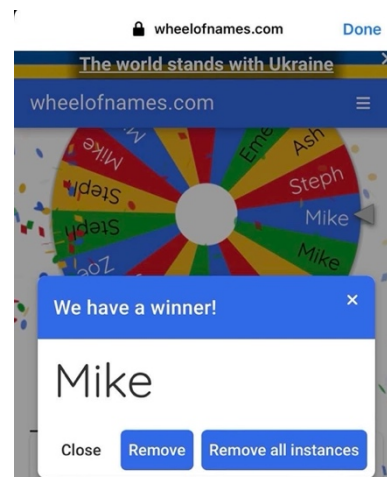 wheelofnames.com
Done
The world stands with Ukraine
wheelofnames.com
Mike
Steph
Steph
Zoe
Eme
Ash
Steph
Mike
Mike
We have a winner!
Mike
Close
Remove
Remove all instances